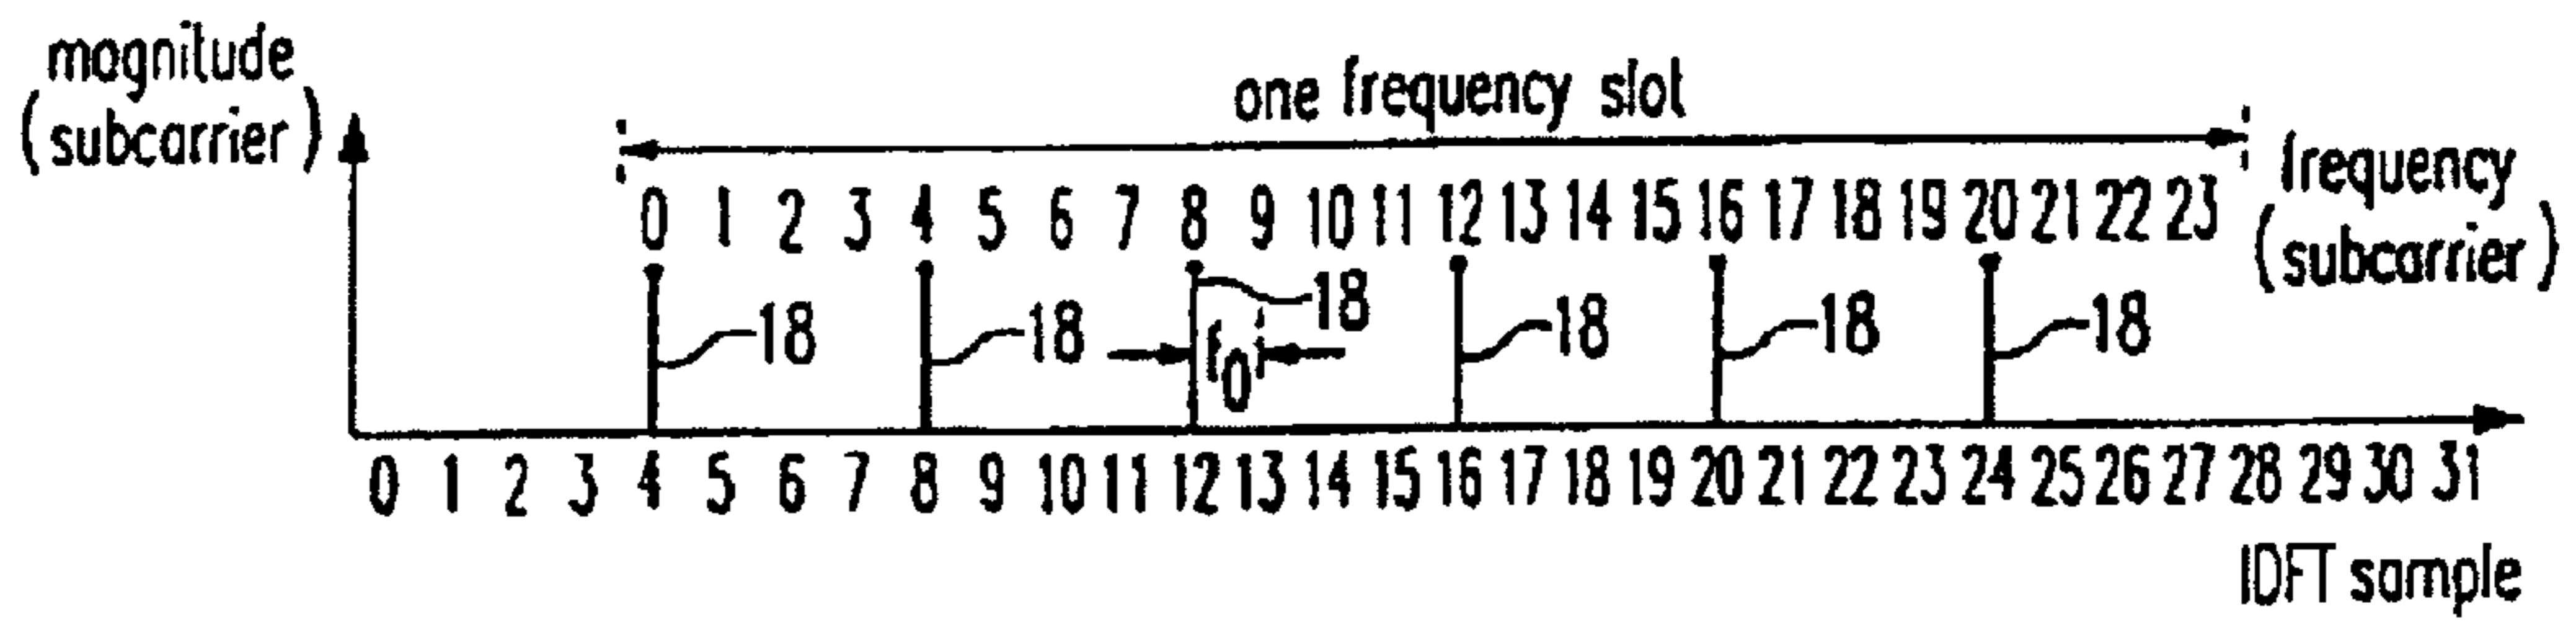 magnitude
(subcarrier)
one frequency slot
frequency
(subcarrier)
0 1 2 3 4 5 6 7 8 9 10 11 12 13 14 15 16 17 18 19 20 21 22 23
18 18 18 18 18 18
f0
0 1 2 3 4 5 6 7 8 9 10 11 12 13 14 15 16 17 18 19 20 21 22 23 24 25 26 27 28 29 30 31
IDFT sample